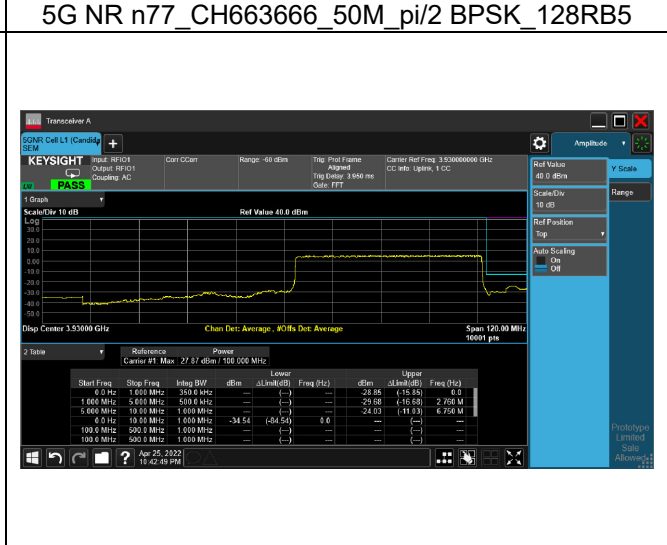 5G NR n77_CH663666_50M_pi/2 BPSK_128RB5
Transceiver A
5GNR Cell L1 (Candida
SEM
Amplitude
KEYSIGHT
Input: RFIO1
Output: RFIO1
Coupling: AC
Corr CCorr
Range: -60 dBm
Trig: Prot Frame
Aligned
Trig Delay: 3.950 ms
Gate: FFT
Carrier Ref Freq: 3.930000000 GHz
CC Info: Uplink, 1 CC
PASS
Ref Value
40.0 dBm
Y Scale
Scale/Div
10 dB
Range
Ref Position
Top
Auto Scaling
On
Off
1 Graph
Scale/Div 10 dB
Ref Value 40.0 dBm
Log
30.0
20.0
10.0
0.00
-10.0
-20.0
-30.0
-40.0
-50.0
Disp Center 3.93000 GHz
Chan Det: Average , #Offs Det: Average
Span 120.00 MHz
10001 pts
2 Table
Reference Power
Carrier #1 Max 27.87 dBm / 100.000 MHz
Lower Upper
Start Freq Stop Freq Integ BW dBm ΔLimit(dB) Freq (Hz) dBm ΔLimit(dB) Freq (Hz)
0.0 Hz 1.000 MHz 350.0 kHz --- (---) --- -28.85 (-15.85) 0.0
1.000 MHz 5.000 MHz 500.0 kHz --- (---) --- -29.68 (-16.68) 2.760 M
5.000 MHz 10.00 MHz 1.000 MHz --- (---) --- -24.03 (-11.03) 6.750 M
0.0 Hz 10.00 MHz 1.000 MHz -34.54 (-84.54) 0.0 --- (---) ---
100.0 MHz 500.0 MHz 1.000 MHz --- (---) --- --- (---) ---
100.0 MHz 500.0 MHz 1.000 MHz --- (---) --- --- (---) ---
Apr 25, 2022
10:42:49 PM
Prototype
Limited
Sale
Allowed